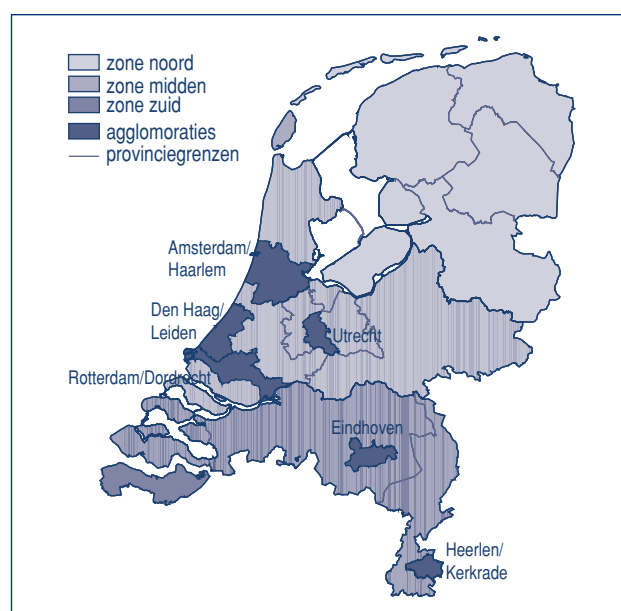 zone noord
zone midden
zone zuid
agglomoraties
provinciegrenzen
Amsterdam/
Haarlem
Den Haag/
Leiden
Utrecht
Rotterdam/Dordrecht
Eindhoven
Heerlen/
Kerkrade